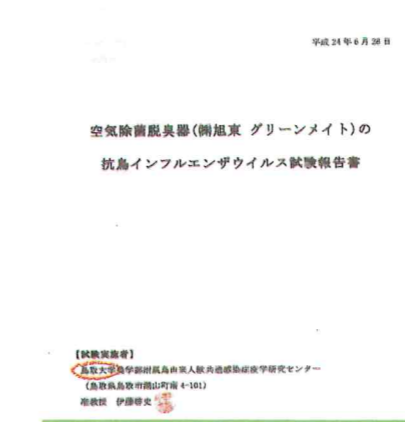 平成24年6月28日
空気除菌脱臭器(㈱旭東 グリーンメイト)の
抗鳥インフルエンザウイルス試験報告書
【試験実施者】
鳥取大学農学部附属鳥由来人獣共通感染症疫学研究センター
(鳥取県鳥取市湖山町南 4-101)
准教授 伊藤啓史